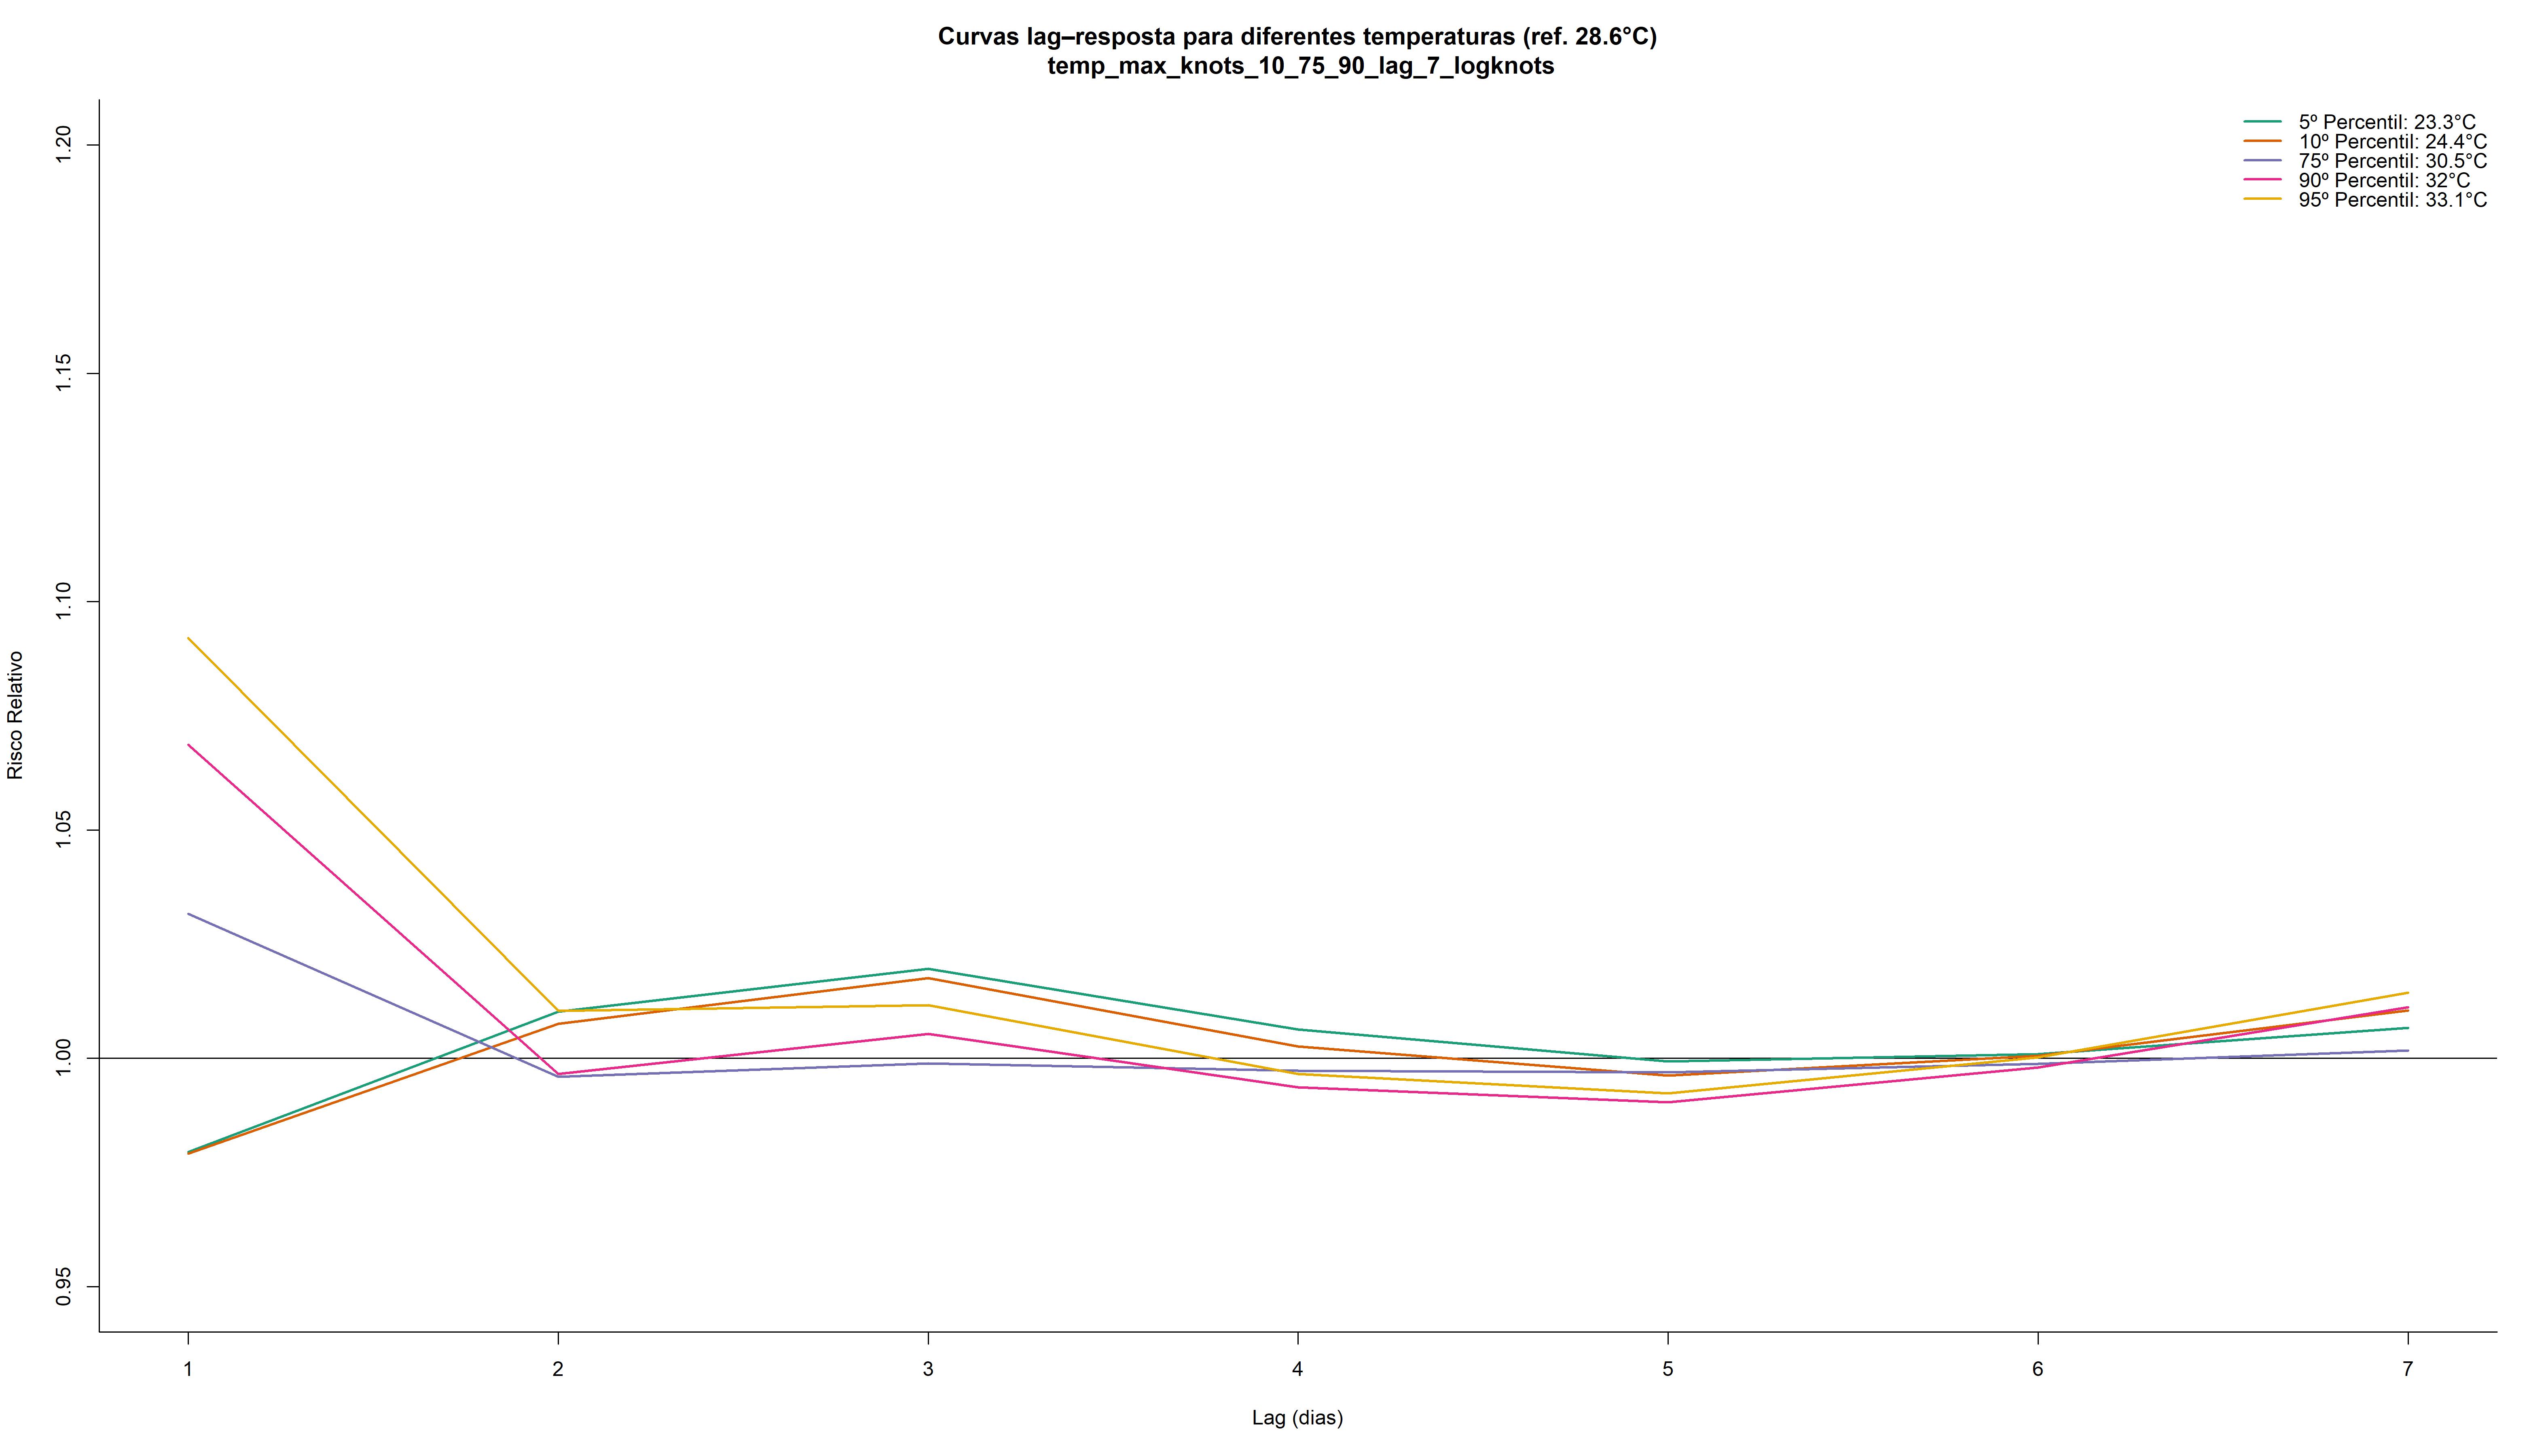 Curvas lag–resposta para diferentes temperaturas (ref. 28.6°C)
temp_max_knots_10_75_90_lag_7_logknots
5º Percentil: 23.3°C
10º Percentil: 24.4°C
75º Percentil: 30.5°C
90º Percentil: 32°C
95º Percentil: 33.1°C
Risco Relativo
1.20
1.15
1.10
1.05
1.00
0.95
1 2 3 4 5 6 7
Lag (dias)